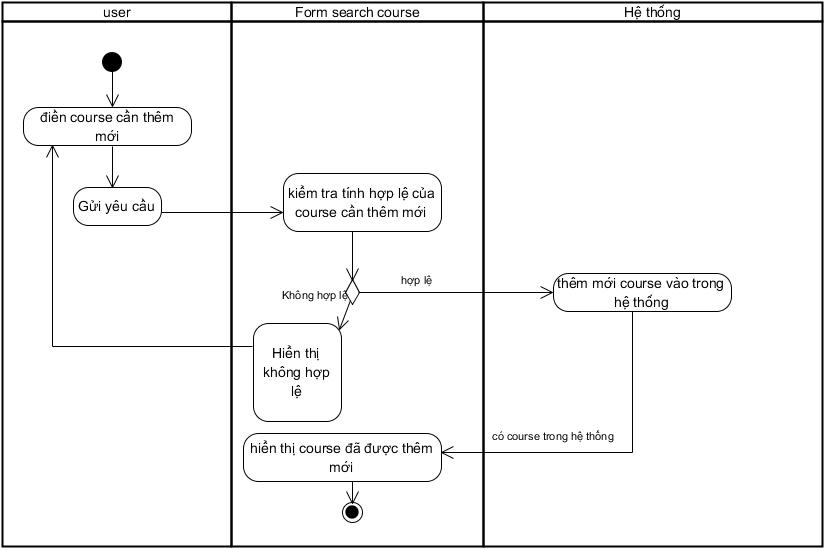 user
Form search course
Hệ thống
điền course cần thêm
mới
Gửi yêu cầu
kiểm tra tính hợp lệ của
course cần thêm mới
hợp lệ
Không hợp lệ
thêm mới course vào trong
hệ thống
Hiển thị
không hợp
lệ
có course trong hệ thống
hiển thị course đã được thêm
mới